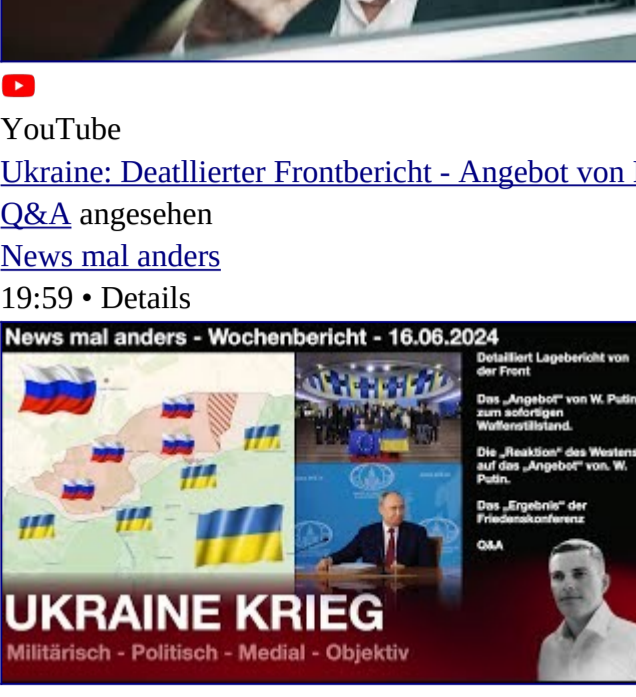 YouTube
Ukraine: Deatllierter Frontbericht - Angebot von
Q&A angesehen
News mal anders
19:59 • Details
News mal anders - Wochenbericht - 16.06.2024
Detailliert Lagebericht von
der Front
Das „Angebot" von W. Putin
zum sofortigen
Waffenstillstand.
Die „Reaktion" des Westens
auf das „Angebot" von. W.
Putin.
Das „Ergebnis" der
Friedenskonferenz
Q&A
UKRAINE KRIEG
Militärisch - Politisch - Medial - Objektiv